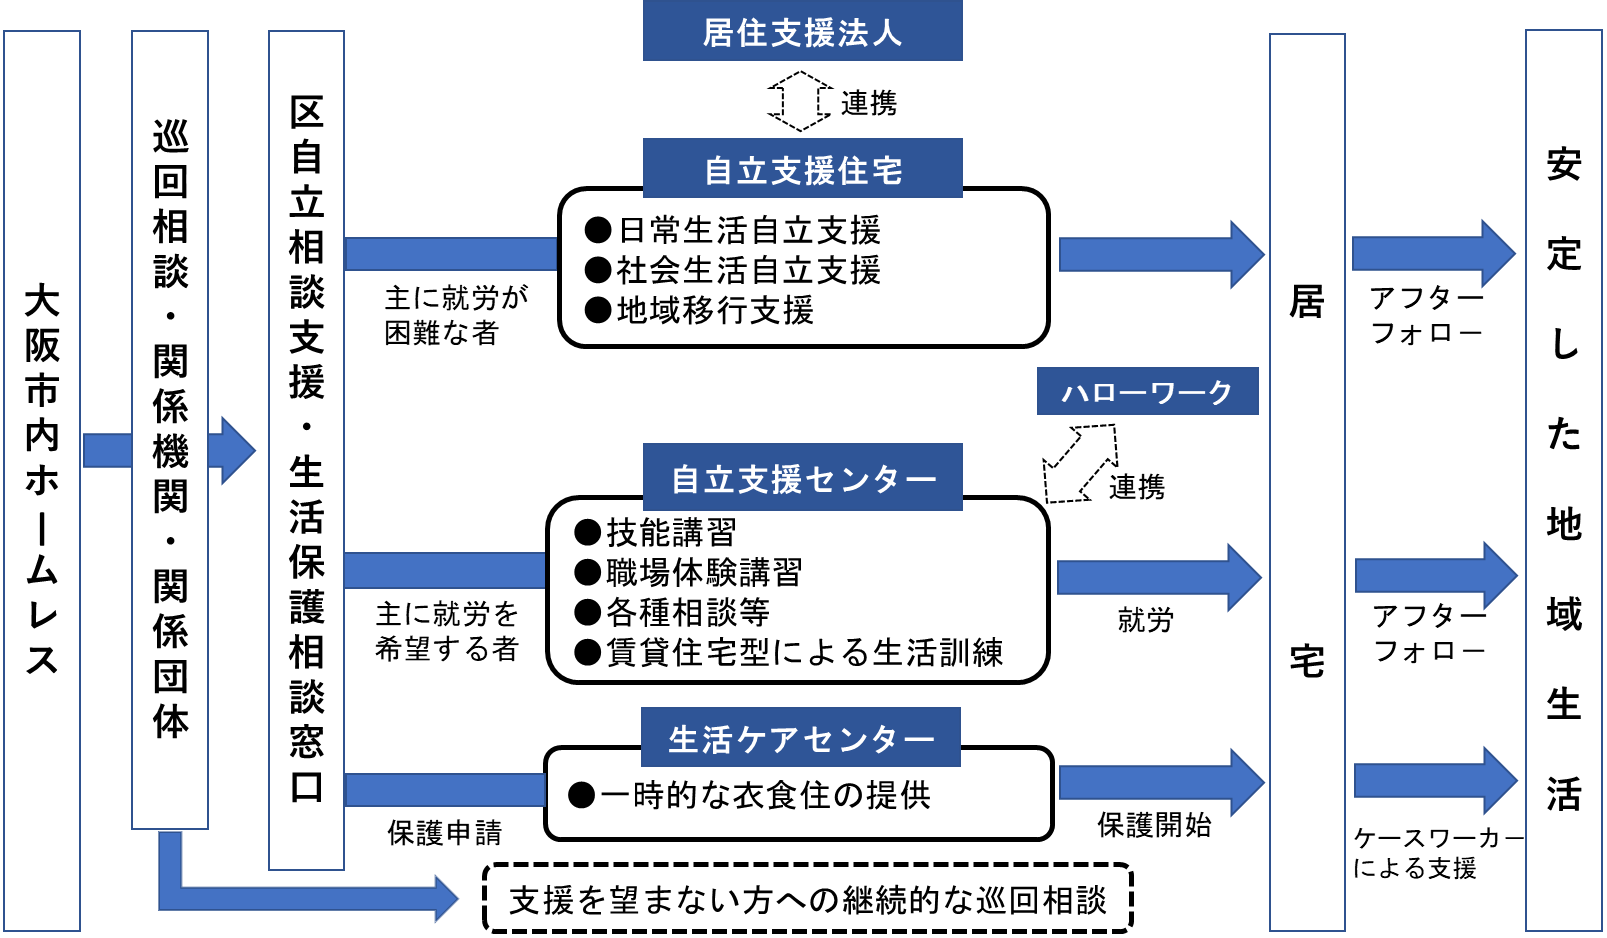 大阪市内ホームレス
巡回相談・関係機関・関係団体
区自立相談支援・生活保護相談窓口
居住支援法人
連携
自立支援住宅
●日常生活自立支援
●社会生活自立支援
●地域移行支援
主に就労が
困難な者
ハローワーク
連携
自立支援センター
●技能講習
●職場体験講習
●各種相談等
●賃貸住宅型による生活訓練
主に就労を
希望する者
就労
生活ケアセンター
●一時的な衣食住の提供
保護申請
保護開始
支援を望まない方への継続的な巡回相談
居宅
アフター
フォロー
アフター
フォロー
ケースワーカー
による支援
安定した地域生活